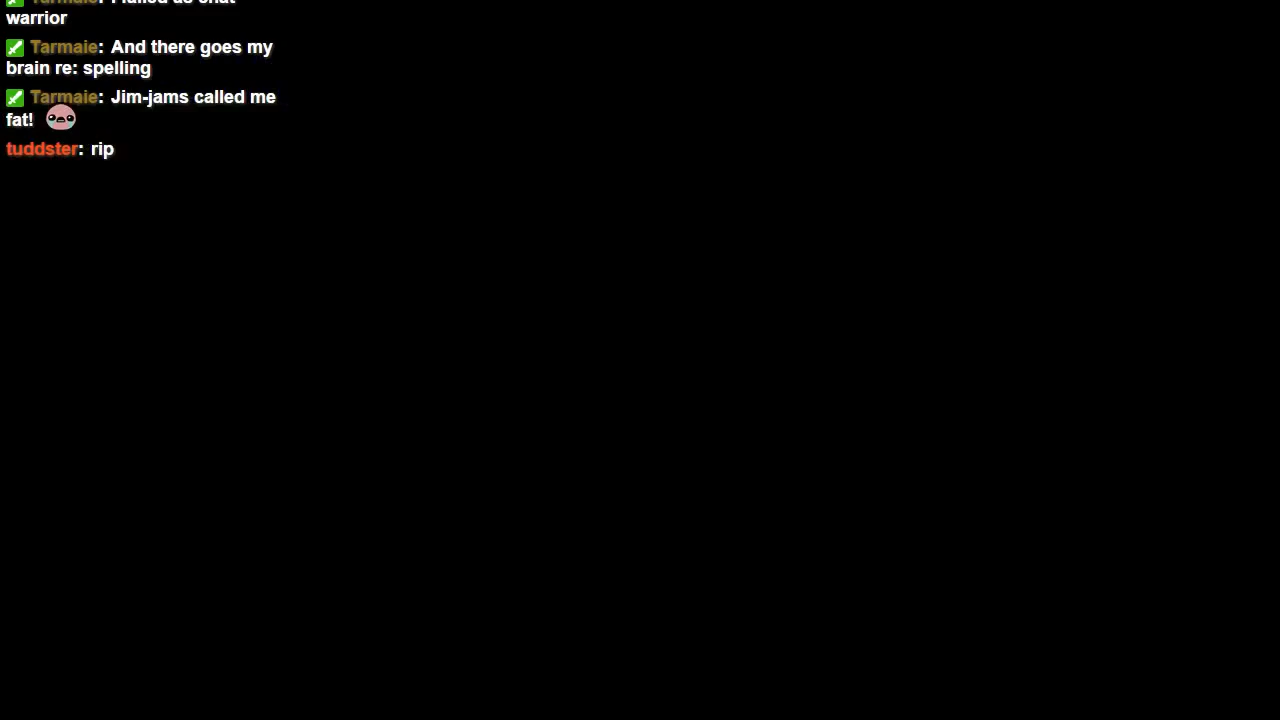 warrior
Tarmaie: And there goes my
brain re: spelling
Tarmaie: Jim-jams called me
fat!
tuddster: rip